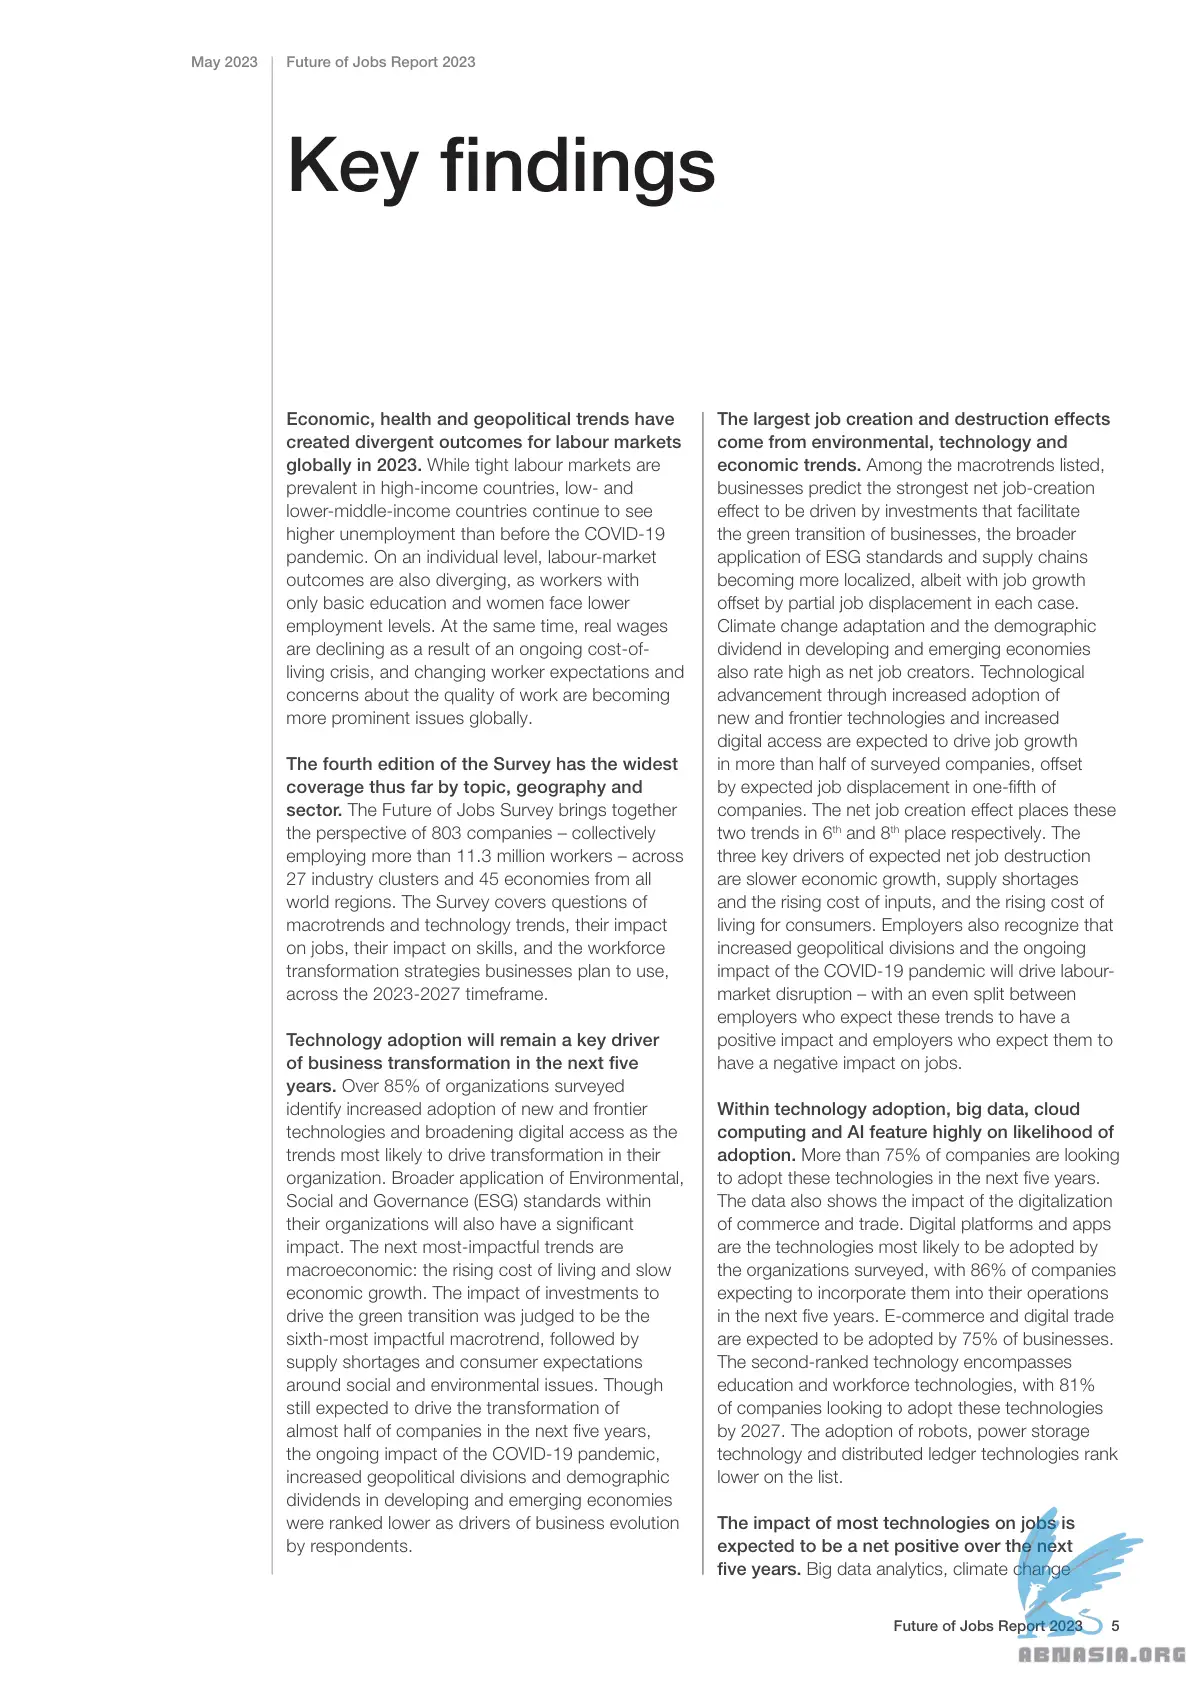 May 2023
Future of Jobs Report 2023
Key findings
Economic, health and geopolitical trends have
created divergent outcomes for labour markets
globally in 2023. While tight labour markets are
prevalent in high-income countries, low- and
lower-middle-income countries continue to see
higher unemployment than before the COVID-19
pandemic. On an individual level, labour-market
outcomes are also diverging, as workers with
only basic education and women face lower
employment levels. At the same time, real wages
are declining as a result of an ongoing cost-of-
living crisis, and changing worker expectations and
concerns about the quality of work are becoming
more prominent issues globally.
The fourth edition of the Survey has the widest
coverage thus far by topic, geography and
sector. The Future of Jobs Survey brings together
the perspective of 803 companies – collectively
employing more than 11.3 million workers – across
27 industry clusters and 45 economies from all
world regions. The Survey covers questions of
macrotrends and technology trends, their impact
on jobs, their impact on skills, and the workforce
transformation strategies businesses plan to use,
across the 2023-2027 timeframe.
Technology adoption will remain a key driver
of business transformation in the next five
years. Over 85% of organizations surveyed
identify increased adoption of new and frontier
technologies and broadening digital access as the
trends most likely to drive transformation in their
organization. Broader application of Environmental,
Social and Governance (ESG) standards within
their organizations will also have a significant
impact. The next most-impactful trends are
macroeconomic: the rising cost of living and slow
economic growth. The impact of investments to
drive the green transition was judged to be the
sixth-most impactful macrotrend, followed by
supply shortages and consumer expectations
around social and environmental issues. Though
still expected to drive the transformation of
almost half of companies in the next five years,
the ongoing impact of the COVID-19 pandemic,
increased geopolitical divisions and demographic
dividends in developing and emerging economies
were ranked lower as drivers of business evolution
by respondents.
The largest job creation and destruction effects
come from environmental, technology and
economic trends. Among the macrotrends listed,
businesses predict the strongest net job-creation
effect to be driven by investments that facilitate
the green transition of businesses, the broader
application of ESG standards and supply chains
becoming more localized, albeit with job growth
offset by partial job displacement in each case.
Climate change adaptation and the demographic
dividend in developing and emerging economies
also rate high as net job creators. Technological
advancement through increased adoption of
new and frontier technologies and increased
digital access are expected to drive job growth
in more than half of surveyed companies, offset
by expected job displacement in one-fifth of
companies. The net job creation effect places these
two trends in 6th and 8th place respectively. The
three key drivers of expected net job destruction
are slower economic growth, supply shortages
and the rising cost of inputs, and the rising cost of
living for consumers. Employers also recognize that
increased geopolitical divisions and the ongoing
impact of the COVID-19 pandemic will drive labour-
market disruption – with an even split between
employers who expect these trends to have a
positive impact and employers who expect them to
have a negative impact on jobs.
Within technology adoption, big data, cloud
computing and AI feature highly on likelihood of
adoption. More than 75% of companies are looking
to adopt these technologies in the next five years.
The data also shows the impact of the digitalization
of commerce and trade. Digital platforms and apps
are the technologies most likely to be adopted by
the organizations surveyed, with 86% of companies
expecting to incorporate them into their operations
in the next five years. E-commerce and digital trade
are expected to be adopted by 75% of businesses.
The second-ranked technology encompasses
education and workforce technologies, with 81%
of companies looking to adopt these technologies
by 2027. The adoption of robots, power storage
technology and distributed ledger technologies rank
lower on the list.
The impact of most technologies on jobs is
expected to be a net positive over the next
five years. Big data analytics, climate change
Future of Jobs Report 2023
5
ABNASIA.ORG